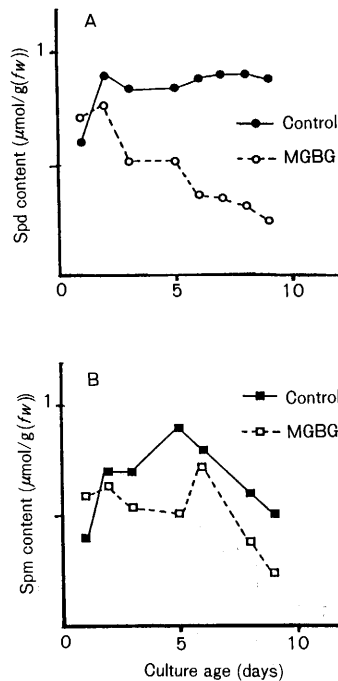 A
1
Spd content (μmol/g(fw))
Control
MGBG
0 5 10
B
1
Spm content (μmol/g(fw))
Control
MGBG
0 5 10
Culture age (days)